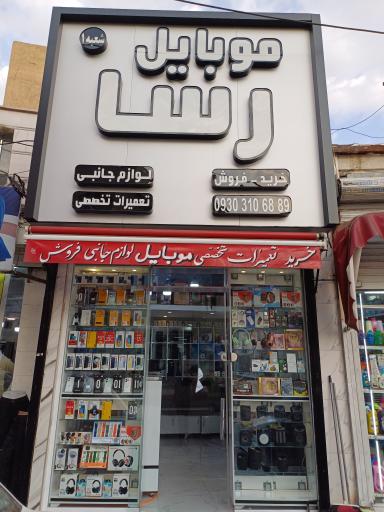 شعبه ۱
موبایل
رسا
خرید - فروش
لوازم جانبی
تعمیرات تخصصی
0930 310 68 89
خرید تعمیرات تخصصی موبایل لوازم جانبی فروش